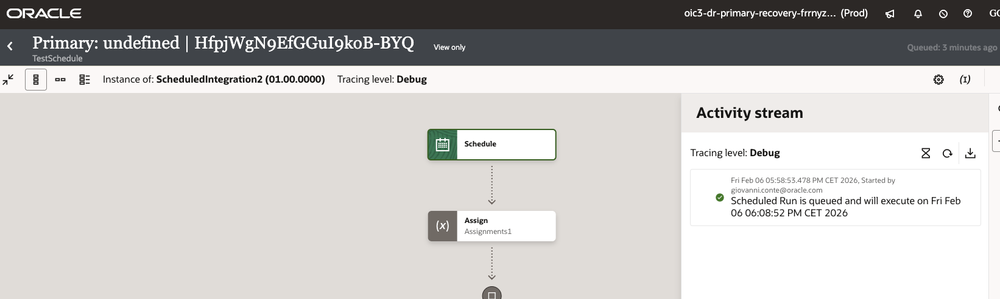 ORACLE
oic3-dr-primary-recovery-frrnyz... (Prod)
Primary: undefined | HfpjWgN9EfGGuI9koB-BYQ
View only
Queued: 3 minutes ago
TestSchedule
Instance of: ScheduledIntegration2 (01.00.0000)
Tracing level: Debug
Activity stream
Schedule
Tracing level: Debug
Fri Feb 06 05:58:53.478 PM CET 2026, Started by
giovanni.conte@oracle.com
Scheduled Run is queued and will execute on Fri Feb
06 06:08:52 PM CET 2026
(x)
Assign
Assignments1